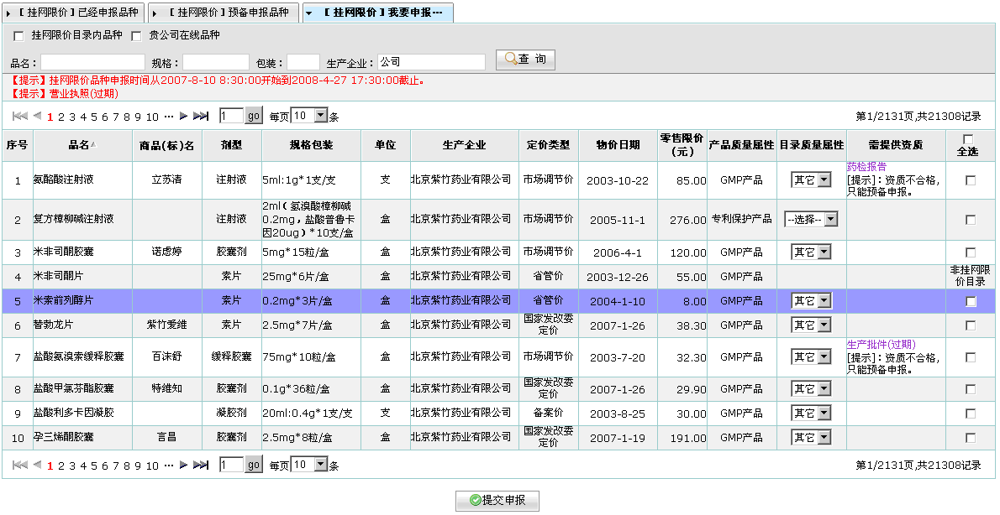 【挂网限价】已经申报品种 【挂网限价】预备申报品种 【挂网限价】我要申报…
挂网限价目录内品种 贵公司在线品种
品名： 规格： 包装： 生产企业：公司 查 询
【提示】挂网限价品种申报时间从2007-8-10 8:30:00开始到2008-4-27 17:30:00截止。
【提示】营业执照(过期)
1 2 3 4 5 6 7 8 9 10 … 1 go 每页 10 条 第1/2131页,共21308记录
序号 品名 商品(标)名 剂型 规格包装 单位 生产企业 定价类型 物价日期 零售限价(元) 产品质量属性 目录质量属性 需提供资质 全选
1 氨酪酸注射液 立苏清 注射液 5ml:1g*1支/支 支 北京紫竹药业有限公司 市场调节价 2003-10-22 85.00 GMP产品 其它 药检报告
[提示]：资质不合格,
只能预备申报。
2 复方樟柳碱注射液 注射液 2ml（氢溴酸樟柳碱
0.2mg，盐酸普鲁卡
因20ug）*10支/盒 盒 北京紫竹药业有限公司 市场调节价 2005-11-1 276.00 专利保护产品 --选择--
3 米非司酮胶囊 诺虑婷 胶囊剂 5mg*15粒/盒 盒 北京紫竹药业有限公司 市场调节价 2006-4-1 120.00 GMP产品 其它
4 米非司酮片 素片 25mg*6片/盒 盒 北京紫竹药业有限公司 省管价 2003-12-26 55.00 GMP产品 非挂网限
价目录
5 米索前列醇片 素片 0.2mg*3片/盒 盒 北京紫竹药业有限公司 省管价 2004-1-10 8.00 GMP产品 其它
6 替勃龙片 紫竹爱维 素片 2.5mg*7片/盒 盒 北京紫竹药业有限公司 国家发改委
定价 2007-1-26 38.30 GMP产品 其它
7 盐酸氨溴索缓释胶囊 百沫舒 缓释胶囊 75mg*10粒/盒 盒 北京紫竹药业有限公司 市场调节价 2003-7-20 32.30 GMP产品 其它 生产批件(过期)
[提示]：资质不合格,
只能预备申报。
8 盐酸甲氯芬酯胶囊 特维知 胶囊剂 0.1g*36粒/盒 盒 北京紫竹药业有限公司 国家发改委
定价 2007-1-26 29.90 GMP产品 其它
9 盐酸利多卡因凝胶 凝胶剂 20ml:0.4g*1支/支 支 北京紫竹药业有限公司 备案价 2003-8-25 30.00 GMP产品 其它
10 孕三烯酮胶囊 言昌 胶囊剂 2.5mg*8粒/盒 盒 北京紫竹药业有限公司 国家发改委
定价 2007-1-19 191.00 GMP产品 其它
1 2 3 4 5 6 7 8 9 10 … 1 go 每页 10 条 第1/2131页,共21308记录
提交申报